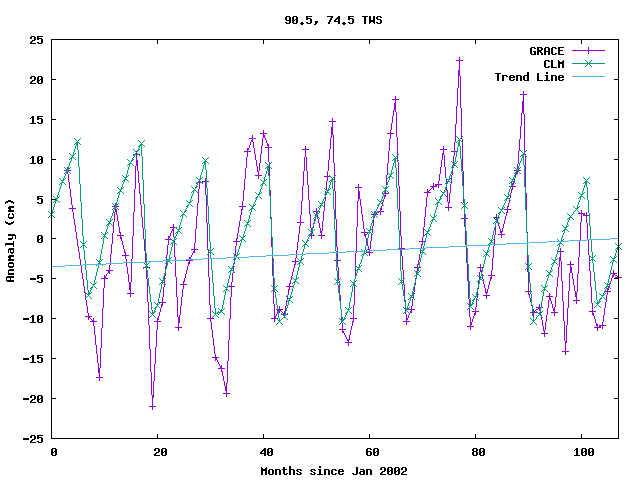 90.5, 74.5 TWS
GRACE
CLM
Trend Line
25
20
15
10
5
0
-5
-10
-15
-20
-25
Anomaly (cm)
0 20 40 60 80 100
Months since Jan 2002